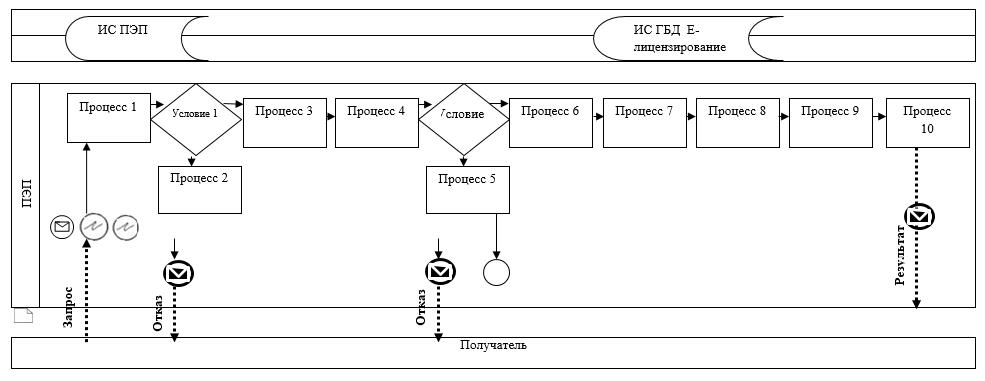 ИС ПЭП
ИС ГБД Е-
лицензирование
ПЭП
Процесс 1
Условие 1
Процесс 3
Процесс 4
Условие
Процесс 6
Процесс 7
Процесс 8
Процесс 9
Процесс
10
Процесс 2
Процесс 5
Запрос
Отказ
Отказ
Результат
Получатель